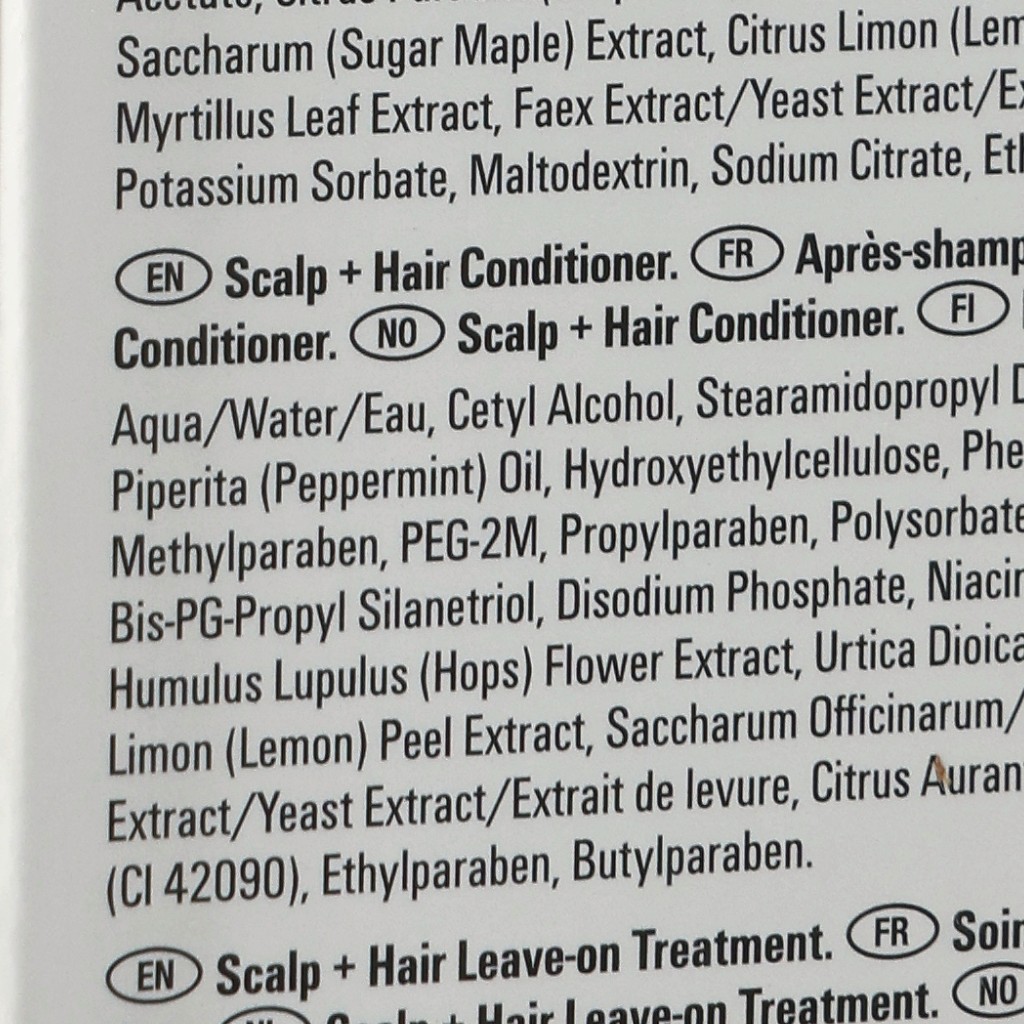 Saccharum (Sugar Maple) Extract, Citrus Limon
Myrtillus Leaf Extract, Faex Extract/Yeast Extract/
Potassium Sorbate, Maltodextrin, Sodium Citrate,
EN Scalp + Hair Conditioner. FR Après-shamp
Conditioner. NO Scalp + Hair Conditioner. FI
Aqua/Water/Eau, Cetyl Alcohol, Stearamidopropyl
Piperita (Peppermint) Oil, Hydroxyethylcellulose, Phe
Methylparaben, PEG-2M, Propylparaben, Polysorbate
Bis-PG-Propyl Silanetriol, Disodium Phosphate, Niacin
Humulus Lupulus (Hops) Flower Extract, Urtica Dioica
Limon (Lemon) Peel Extract, Saccharum Officinarum/
Extract/Yeast Extract/Extrait de levure, Citrus Auran
(CI 42090), Ethylparaben, Butylparaben.
EN Scalp + Hair Leave-on Treatment. FR Soin
Scalp + Hair Leave-on Treatment. NO